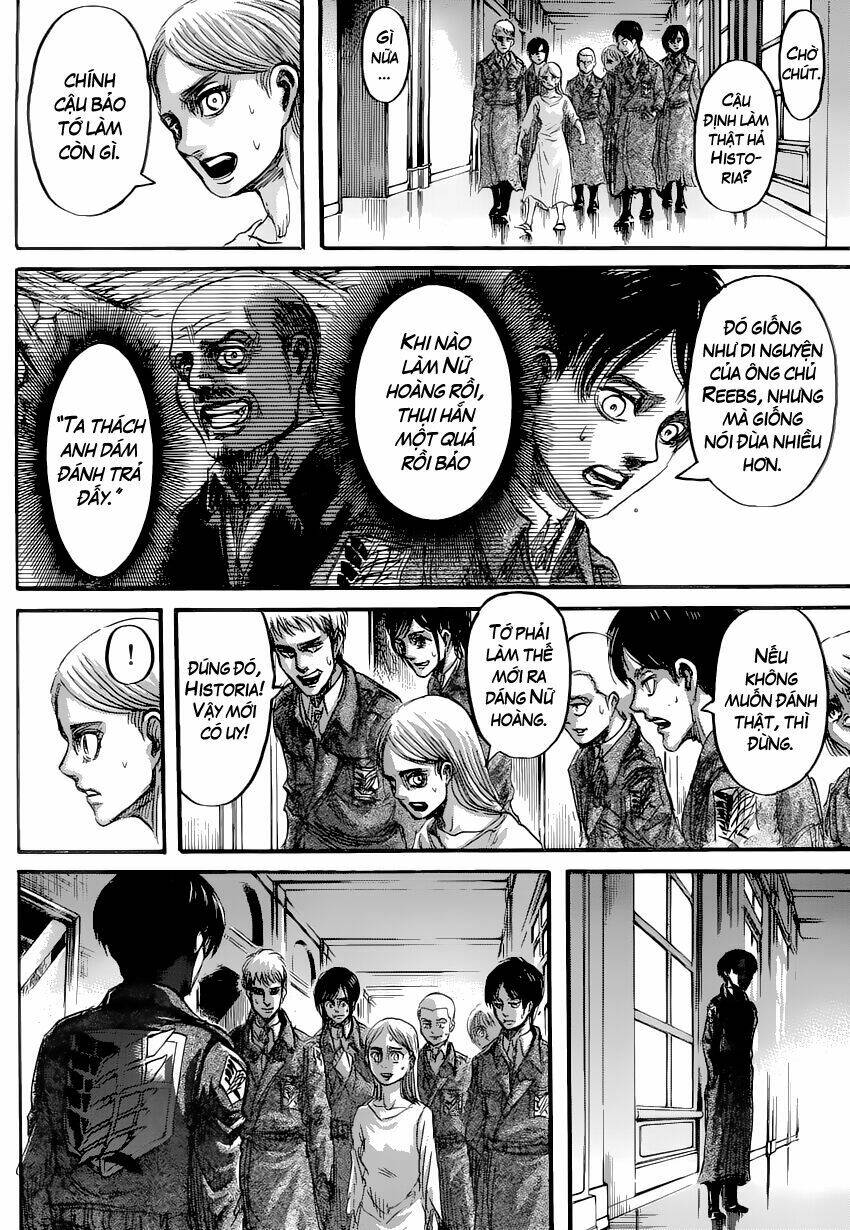 CHỜ
CHÚT.
CẬU
ĐỊNH LÀM
THẬT HẢ
HISTO-
RIA?
GÌ
NỮA
...
CHÍNH
CẬU BẢO
TỚ LÀM
CÒN GÌ.
ĐÓ GIỐNG
NHƯ DI NGUYỆN
CỦA ÔNG CHỦ
REEBS, NHƯNG
MÀ GIỐNG
NÓI ĐÙA NHIỀU
HƠN.
KHI NÀO
LÀM NỮ
HOÀNG RỒI,
THỤI HẮN
MỘT QUẢ
RỒI BẢO
"TA THÁCH
ANH DÁM
ĐÁNH TRẢ
ĐẤY."
NẾU
KHÔNG
MUỐN ĐÁNH
THẬT, THÌ
ĐỪNG.
TỚ PHẢI
LÀM THẾ
MỚI RA
DÁNG NỮ
HOÀNG.
ĐÚNG ĐÓ,
HISTORIA!
VẬY MỚI
CÓ UY!
!